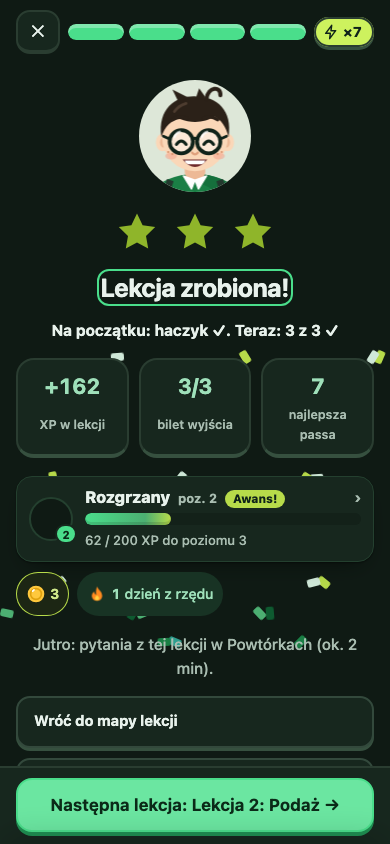 ×7
Lekcja zrobiona!
Na początku: haczyk ✓. Teraz: 3 z 3 ✓
+162
XP w lekcji
3/3
bilet wyjścia
7
najlepsza
passa
Rozgrzany poz. 2 Awans!
2
62 / 200 XP do poziomu 3
3
1 dzień z rzędu
Jutro: pytania z tej lekcji w Powtórkach (ok. 2
min).
Wróć do mapy lekcji
Następna lekcja: Lekcja 2: Podaż →